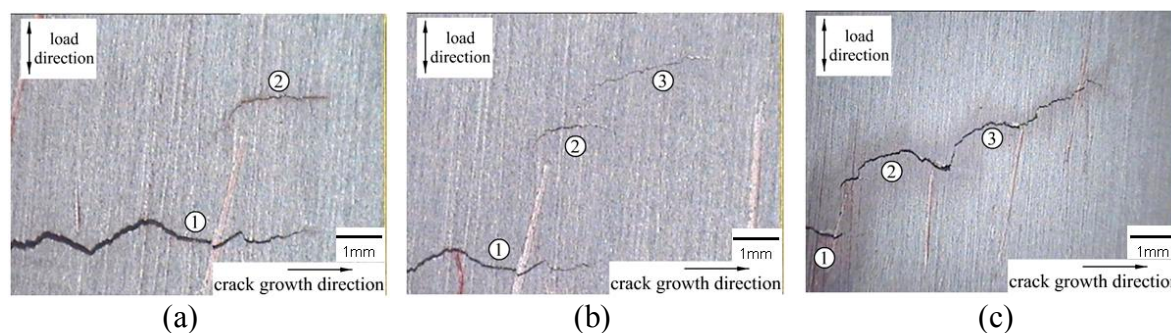 load
direction
②
①
1mm
crack growth direction
(a)
load
direction
③
②
①
1mm
crack growth direction
(b)
load
direction
③
②
①
1mm
crack growth direction
(c)